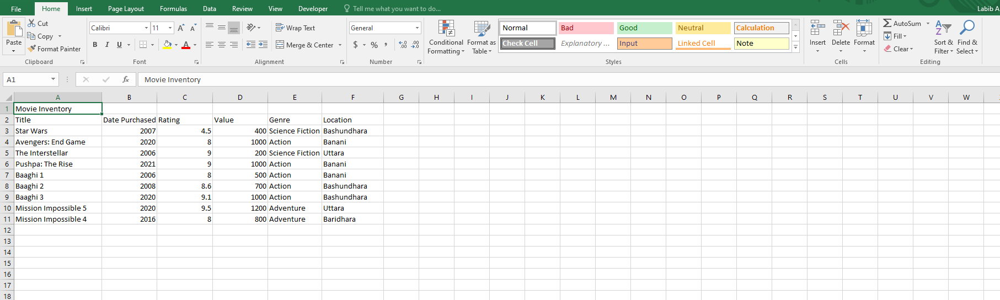 File Home Insert Page Layout Formulas Data Review View Developer Tell me what you want to do... Labib A
Cut
Copy
Format Painter
Paste
Clipboard
Calibri 11 A A
B I U A
Font
Wrap Text
Merge & Center
Alignment
General
$ % , .0 .00 .00 .0
Number
Conditional Formatting
Format as Table
Normal Bad Good Neutral Calculation
Check Cell Explanatory ... Input Linked Cell Note
Styles
Insert Delete Format
Cells
AutoSum
Fill
Clear
Sort & Filter
Find & Select
Editing
A1 fx Movie Inventory
A B C D E F G H I J K L M N O P Q R S T U V W
1 Movie Inventory
2 Title Date Purchased Rating Value Genre Location
3 Star Wars 2007 4.5 400 Science Fiction Bashundhara
4 Avengers: End Game 2020 8 1000 Action Banani
5 The Interstellar 2006 9 200 Science Fiction Uttara
6 Pushpa: The Rise 2021 9 1000 Action Banani
7 Baaghi 1 2006 8 500 Action Banani
8 Baaghi 2 2008 8.6 700 Action Bashundhara
9 Baaghi 3 2020 9.1 1000 Action Bashundhara
10 Mission Impossible 5 2020 9.5 1200 Adventure Uttara
11 Mission Impossible 4 2016 8 800 Adventure Baridhara
12
13
14
15
16
17
18